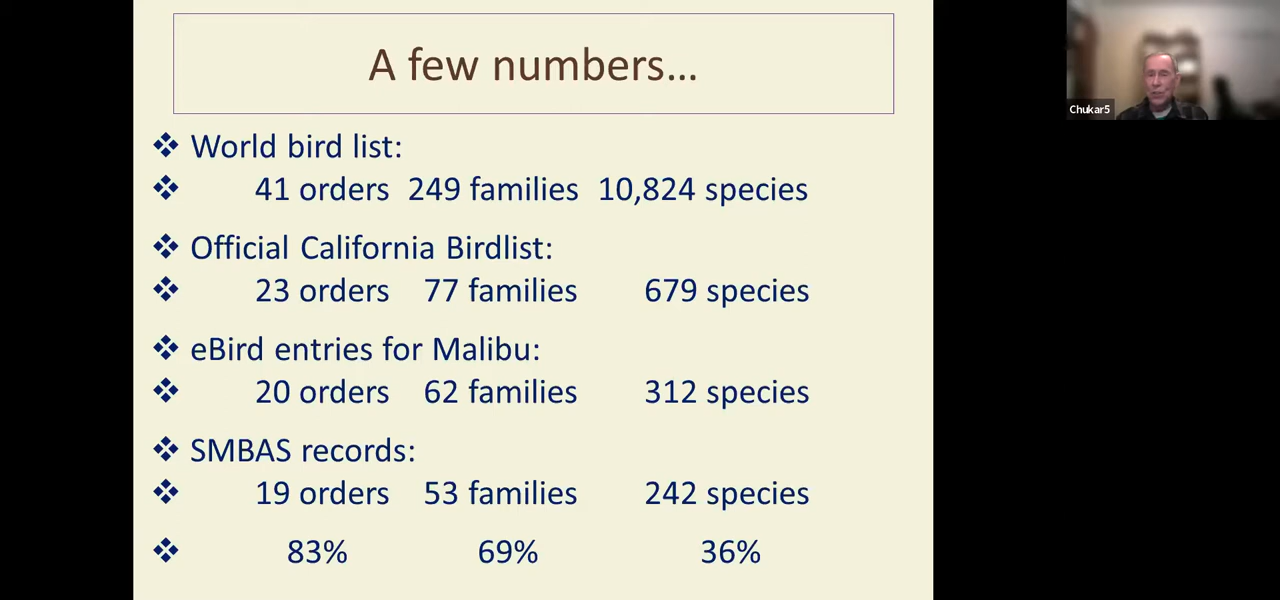 A few numbers...
World bird list:
41 orders 249 families 10,824 species
Official California Birdlist:
23 orders 77 families 679 species
eBird entries for Malibu:
20 orders 62 families 312 species
SMBAS records:
19 orders 53 families 242 species
83% 69% 36%
Chukar5